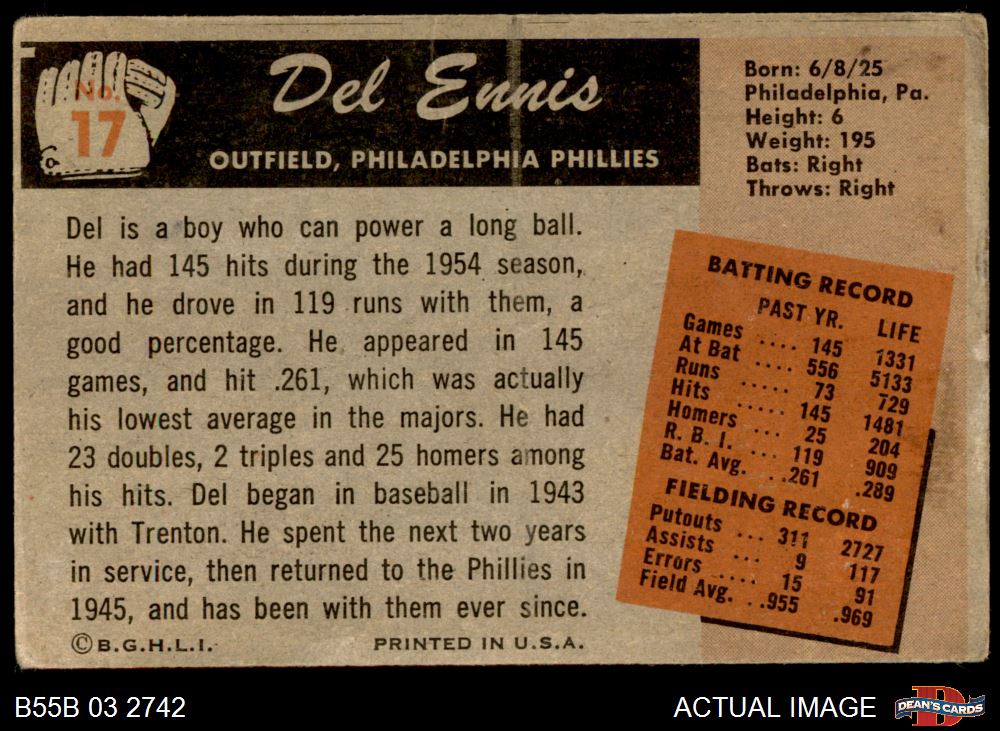 No.
17
Del Ennis
OUTFIELD, PHILADELPHIA PHILLIES
Born: 6/8/25
Philadelphia, Pa.
Height: 6
Weight: 195
Bats: Right
Throws: Right
Del is a boy who can power a long ball.
He had 145 hits during the 1954 season,
and he drove in 119 runs with them, a
good percentage. He appeared in 145
games, and hit .261, which was actually
his lowest average in the majors. He had
23 doubles, 2 triples and 25 homers among
his hits. Del began in baseball in 1943
with Trenton. He spent the next two years
in service, then returned to the Phillies in
1945, and has been with them ever since.
©B.G.H.L.I. PRINTED IN U.S.A.
BATTING RECORD
PAST YR. LIFE
Games .... 145 1331
At Bat .... 556 5133
Runs ..... 73 729
Hits ..... 145 1481
Homers ... 25 204
R. B. I. ... 119 909
Bat. Avg. . .261 .289
FIELDING RECORD
Putouts ... 311 2727
Assists ... 9 117
Errors .... 15 91
Field Avg. . .955 .969
B55B 03 2742 ACTUAL IMAGE
DEAN'S CARDS